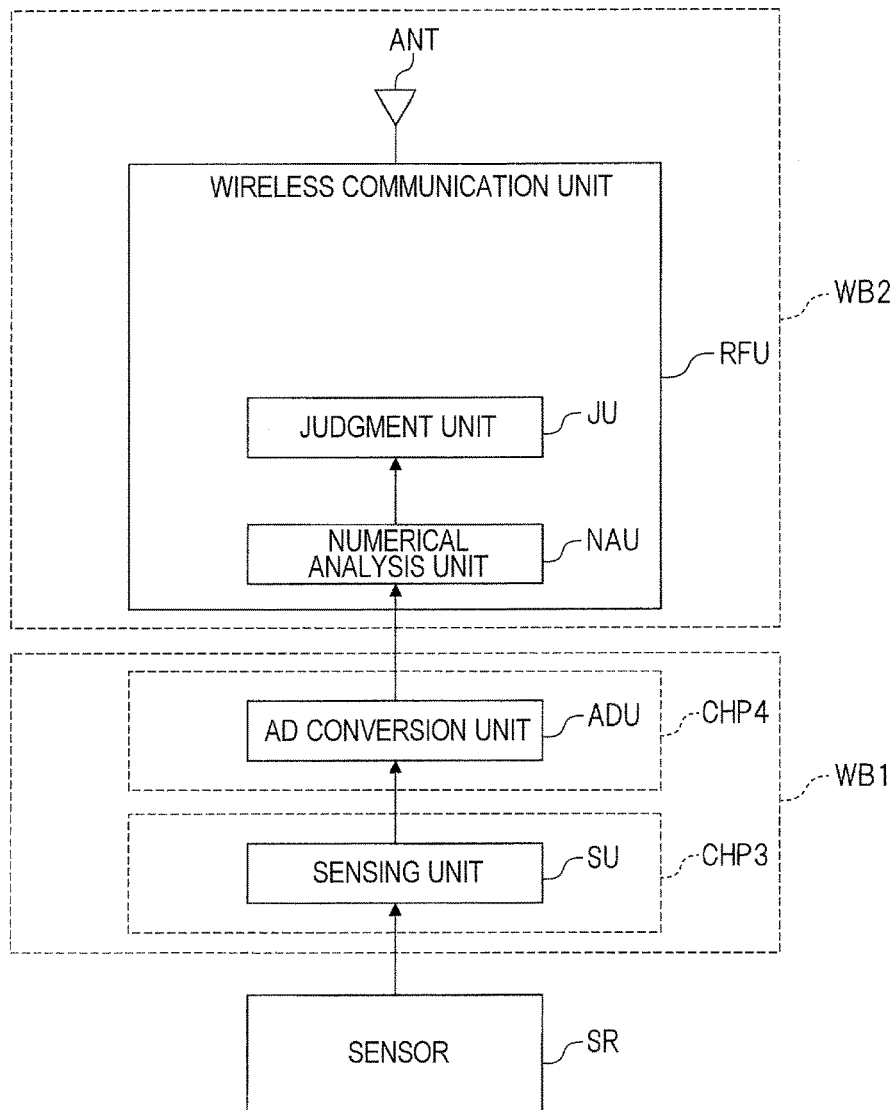 ANT
WIRELESS COMMUNICATION UNIT
WB2
RFU
JUDGMENT UNIT
JU
NUMERICAL
ANALYSIS UNIT
NAU
AD CONVERSION UNIT
ADU
CHP4
WB1
SENSING UNIT
SU
CHP3
SENSOR
SR